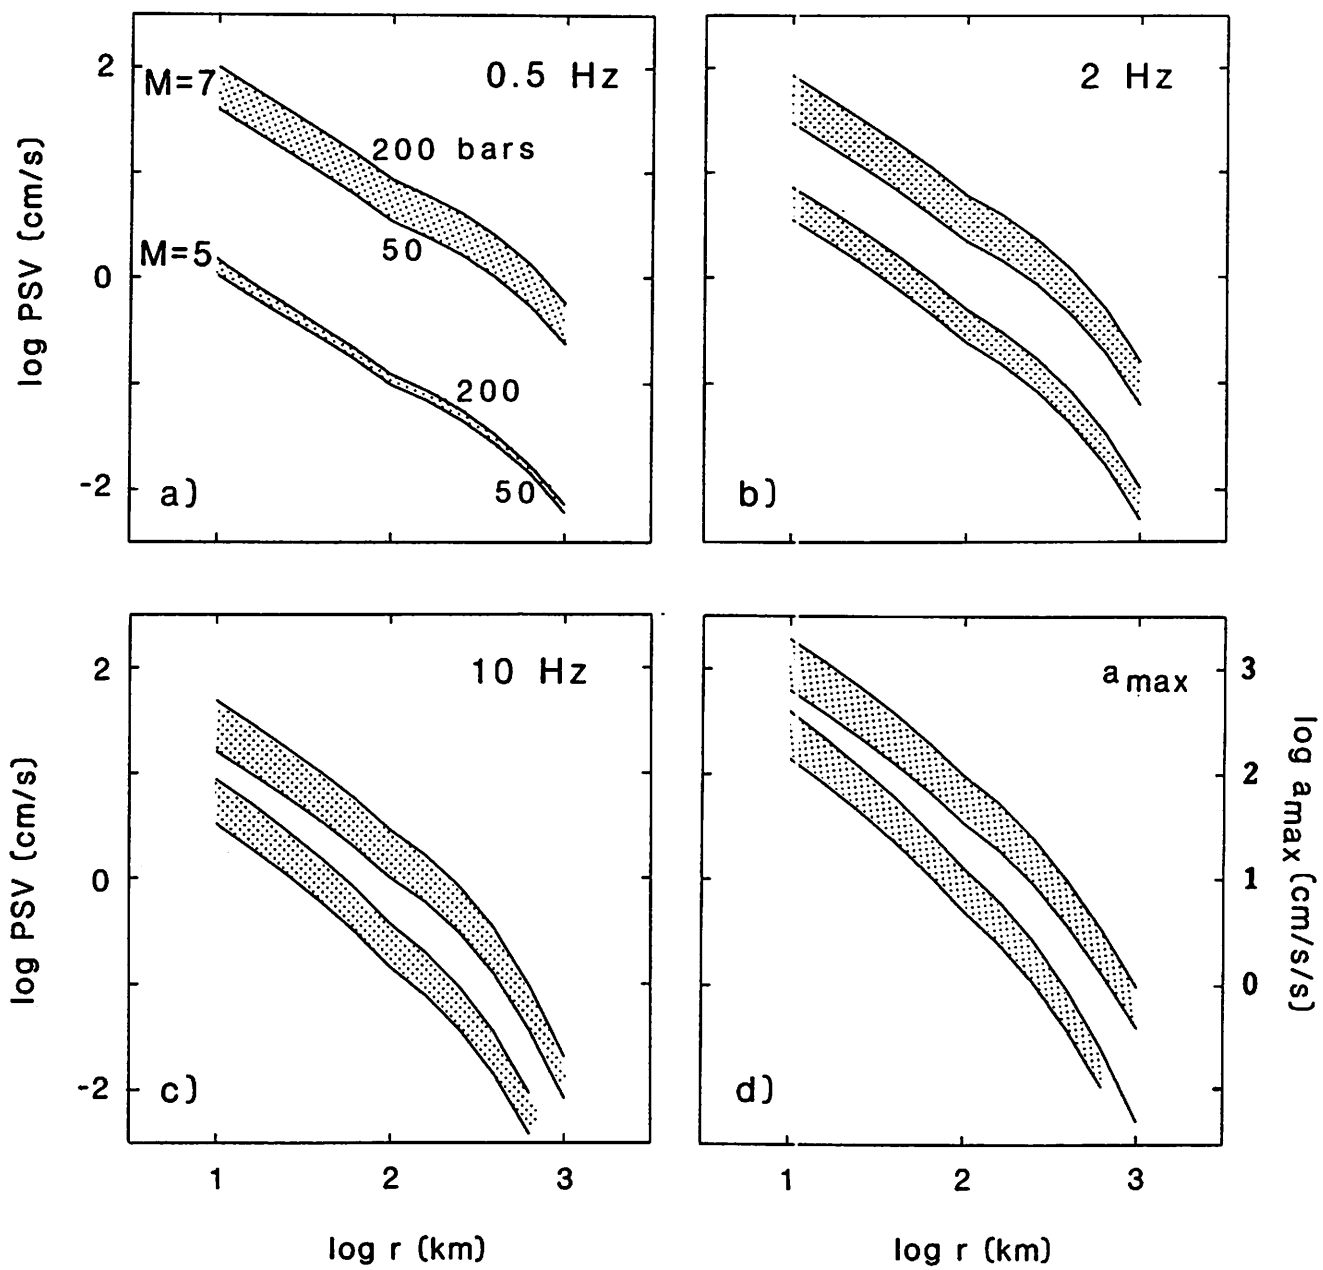 2
M=7
0.5 Hz
200 bars
50
M=5
0
200
50
-2
a)
log PSV (cm/s)
2 Hz
b)
2
10 Hz
0
-2
c)
log PSV (cm/s)
1
2
3
log r (km)
a max
3
2
1
0
d)
log a max (cm/s/s)
1
2
3
log r (km)